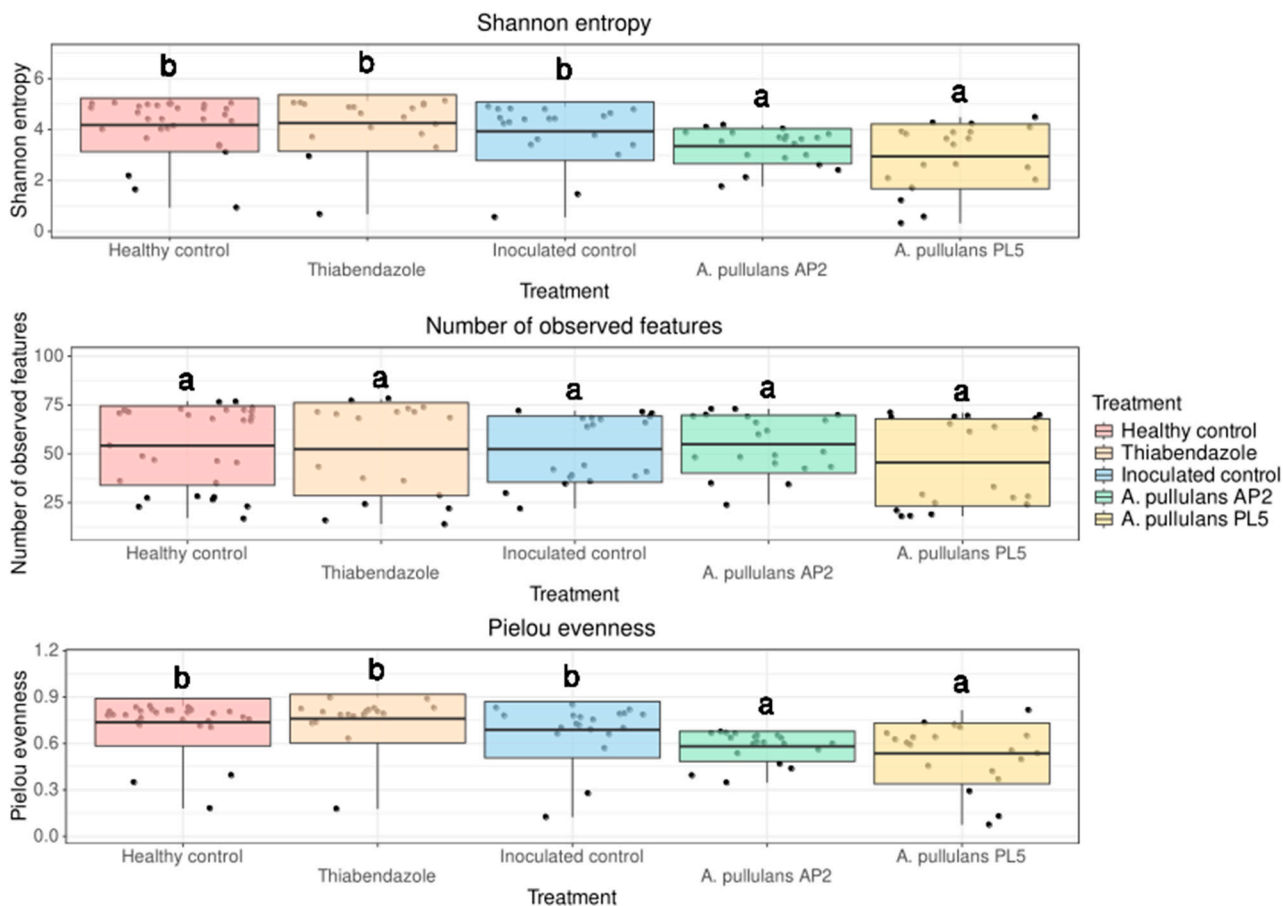 Shannon entropy
Shannon entropy
6
4
2
0
b
b
b
a
a
Healthy control
Thiabendazole
Inoculated control
A. pullulans AP2
A. pullulans PL5
Treatment
Number of observed features
Number of observed features
100
75
50
25
a
a
a
a
a
Healthy control
Thiabendazole
Inoculated control
A. pullulans AP2
A. pullulans PL5
Treatment
Treatment
Healthy control
Thiabendazole
Inoculated control
A. pullulans AP2
A. pullulans PL5
Pielou evenness
Pielou evenness
1.2
0.9
0.6
0.3
0.0
b
b
b
a
a
Healthy control
Thiabendazole
Inoculated control
A. pullulans AP2
A. pullulans PL5
Treatment